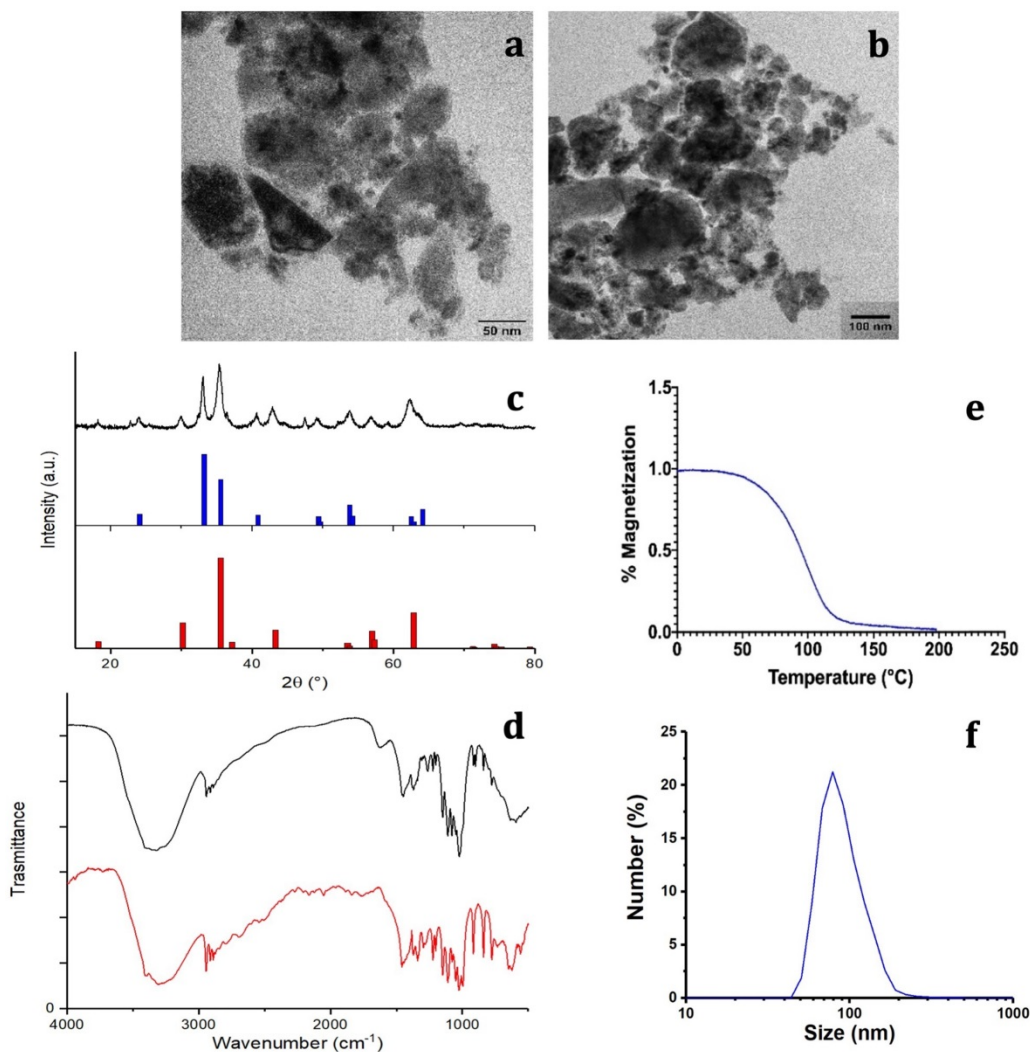 a
50 nm
b
100 nm
c
Intensity (a.u.)
20
40
60
80
2θ (°)
d
Trasmittance
0
4000
3000
2000
1000
Wavenumber (cm⁻¹)
e
% Magnetization
1.5
1.0
0.5
0.0
0
50
100
150
200
250
Temperature (°C)
f
Number (%)
25
20
15
10
5
0
10
100
1000
Size (nm)